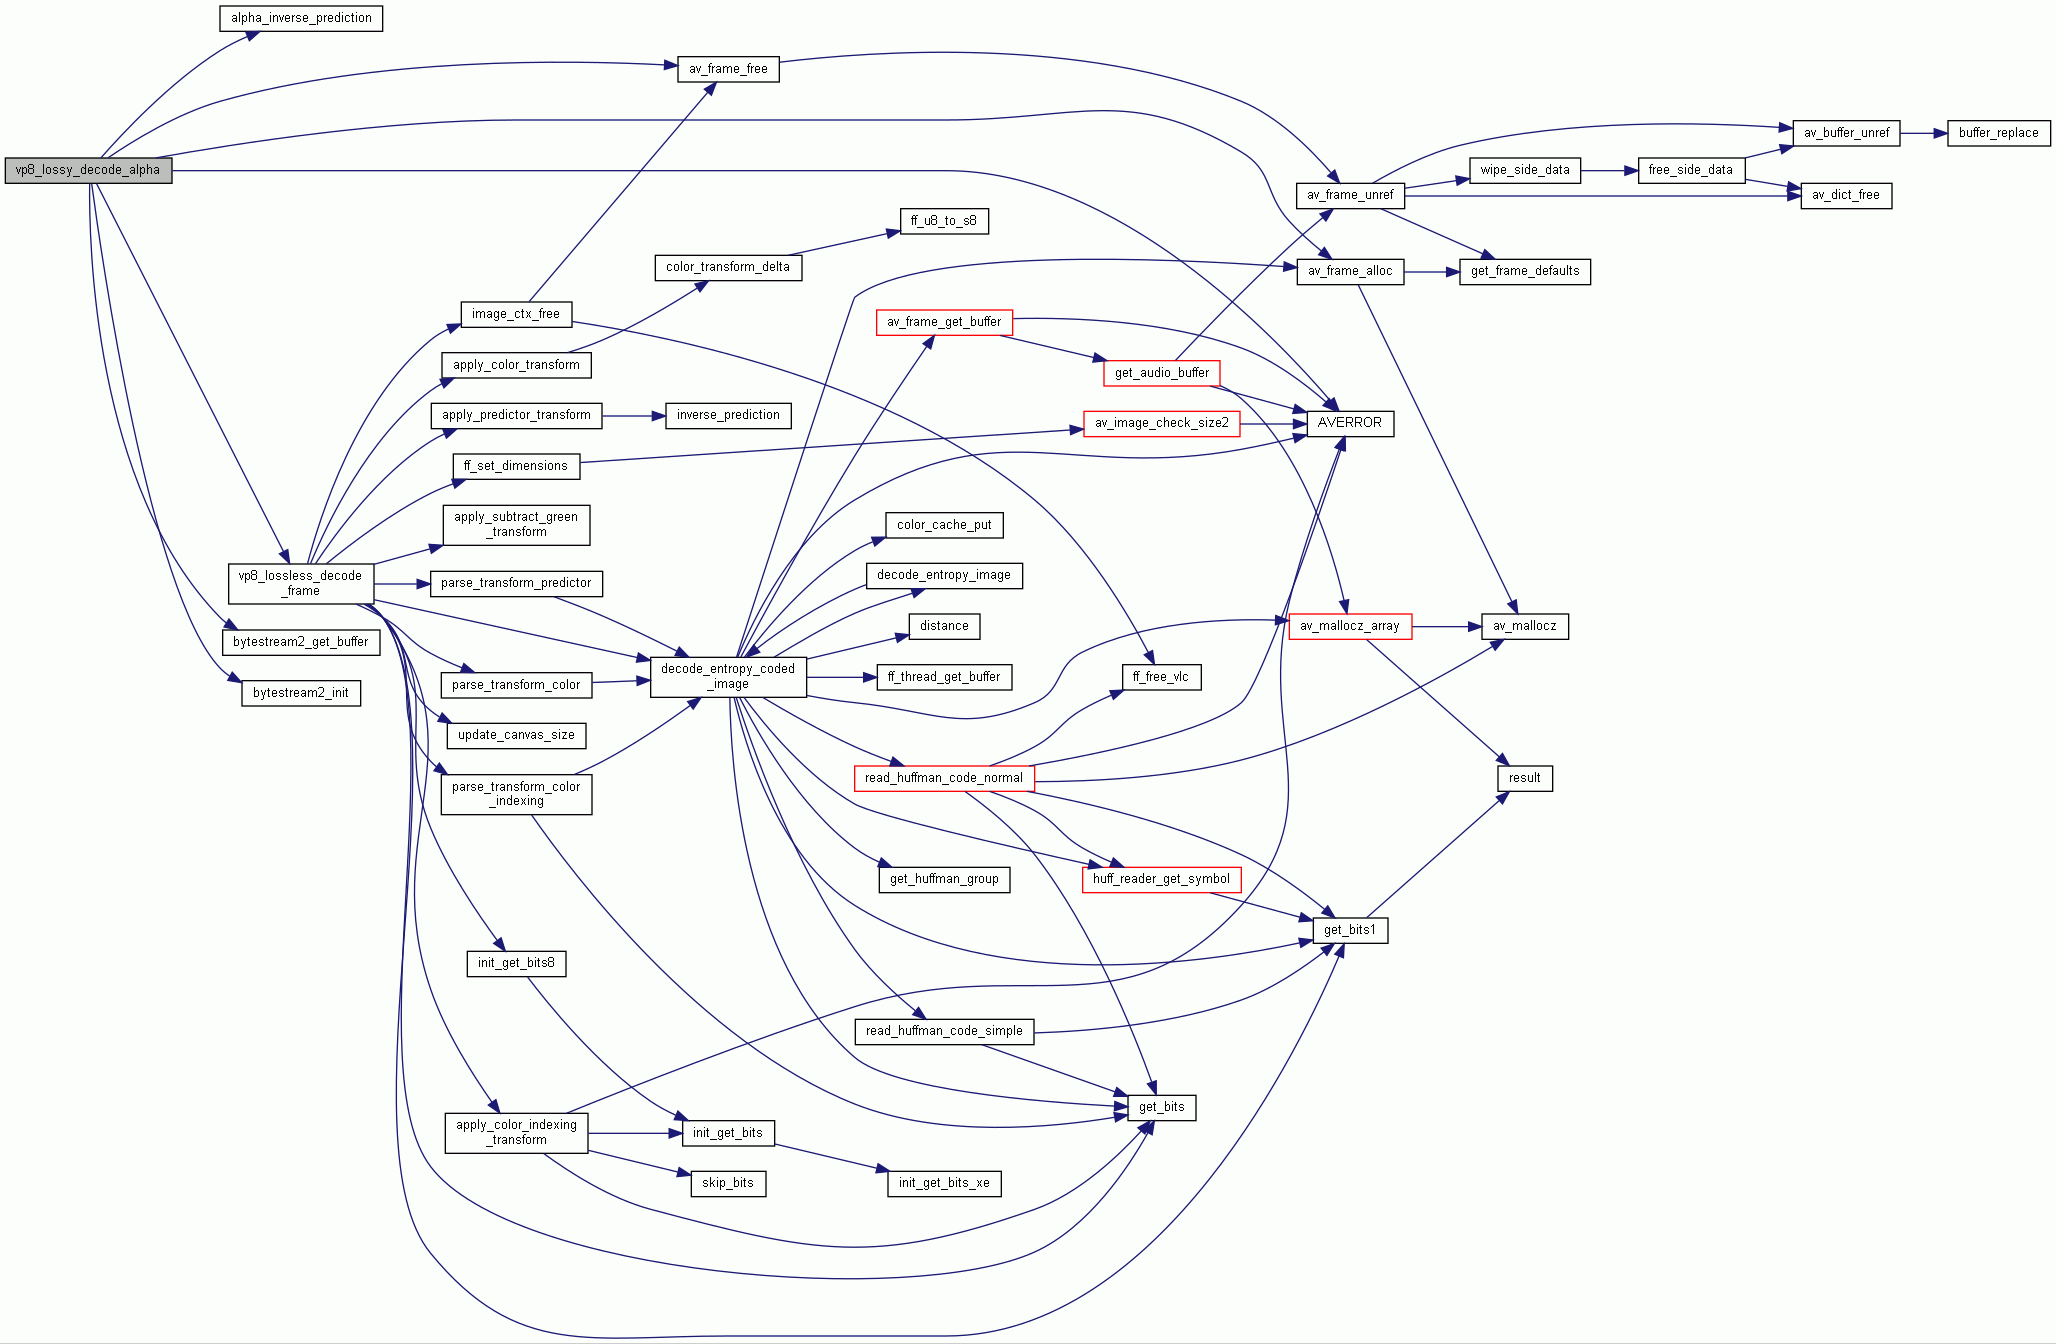 alpha_inverse_prediction
av_frame_free
av_buffer_unref
buffer_replace
vp8_lossy_decode_alpha
wipe_side_data
free_side_data
av_frame_unref
av_dict_free
ff_u8_to_s8
color_transform_delta
av_frame_alloc
get_frame_defaults
image_ctx_free
av_frame_get_buffer
apply_color_transform
get_audio_buffer
apply_predictor_transform
inverse_prediction
av_image_check_size2
AVERROR
ff_set_dimensions
apply_subtract_green
_transform
color_cache_put
vp8_lossless_decode
_frame
parse_transform_predictor
decode_entropy_image
distance
av_mallocz_array
av_mallocz
bytestream2_get_buffer
decode_entropy_coded
_image
ff_thread_get_buffer
ff_free_vlc
parse_transform_color
bytestream2_init
update_canvas_size
read_huffman_code_normal
result
parse_transform_color
_indexing
get_huffman_group
huff_reader_get_symbol
get_bits1
init_get_bits8
read_huffman_code_simple
get_bits
apply_color_indexing
_transform
init_get_bits
skip_bits
init_get_bits_xe